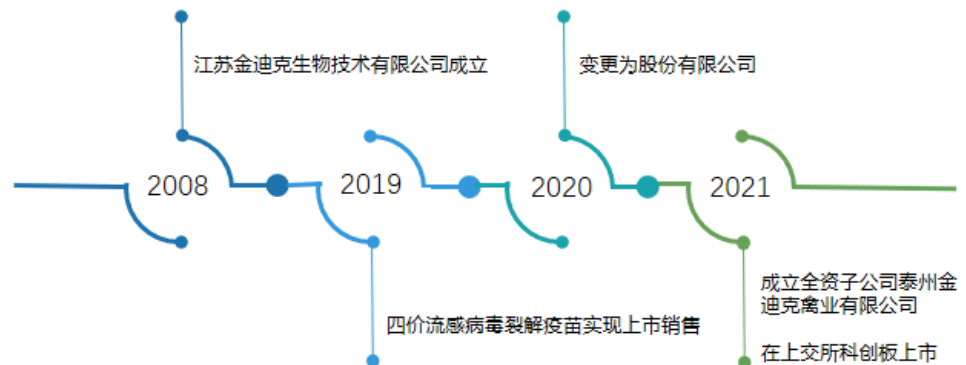 江苏金迪克生物技术有限公司成立
变更为股份有限公司
2008
2019
2020
2021
四价流感病毒裂解疫苗实现上市销售
成立全资子公司泰州金
迪克禽业有限公司
在上交所科创板上市